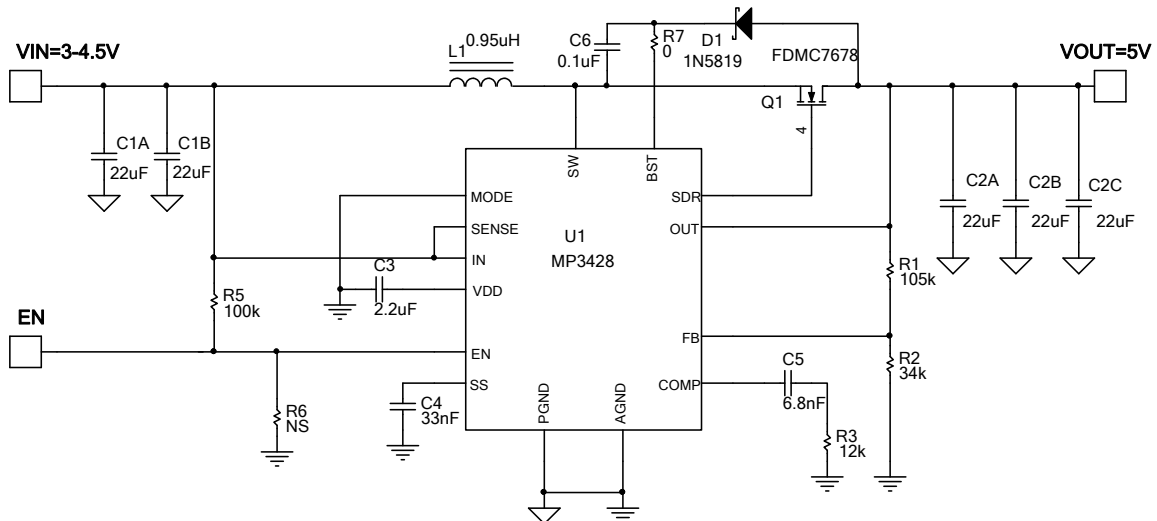 VIN=3-4.5V
L1
0.95uH
C6
0.1uF
R7
0
D1
1N5819
FDMC7678
VOUT=5V
Q1
4
C1A
22uF
C1B
22uF
SW
BST
MODE
SENSE
IN
VDD
EN
SS
PGND
AGND
SDR
OUT
FB
COMP
U1
MP3428
C3
2.2uF
R5
100k
EN
R6
NS
C4
33nF
C5
6.8nF
R3
12k
R1
105k
R2
34k
C2A
22uF
C2B
22uF
C2C
22uF